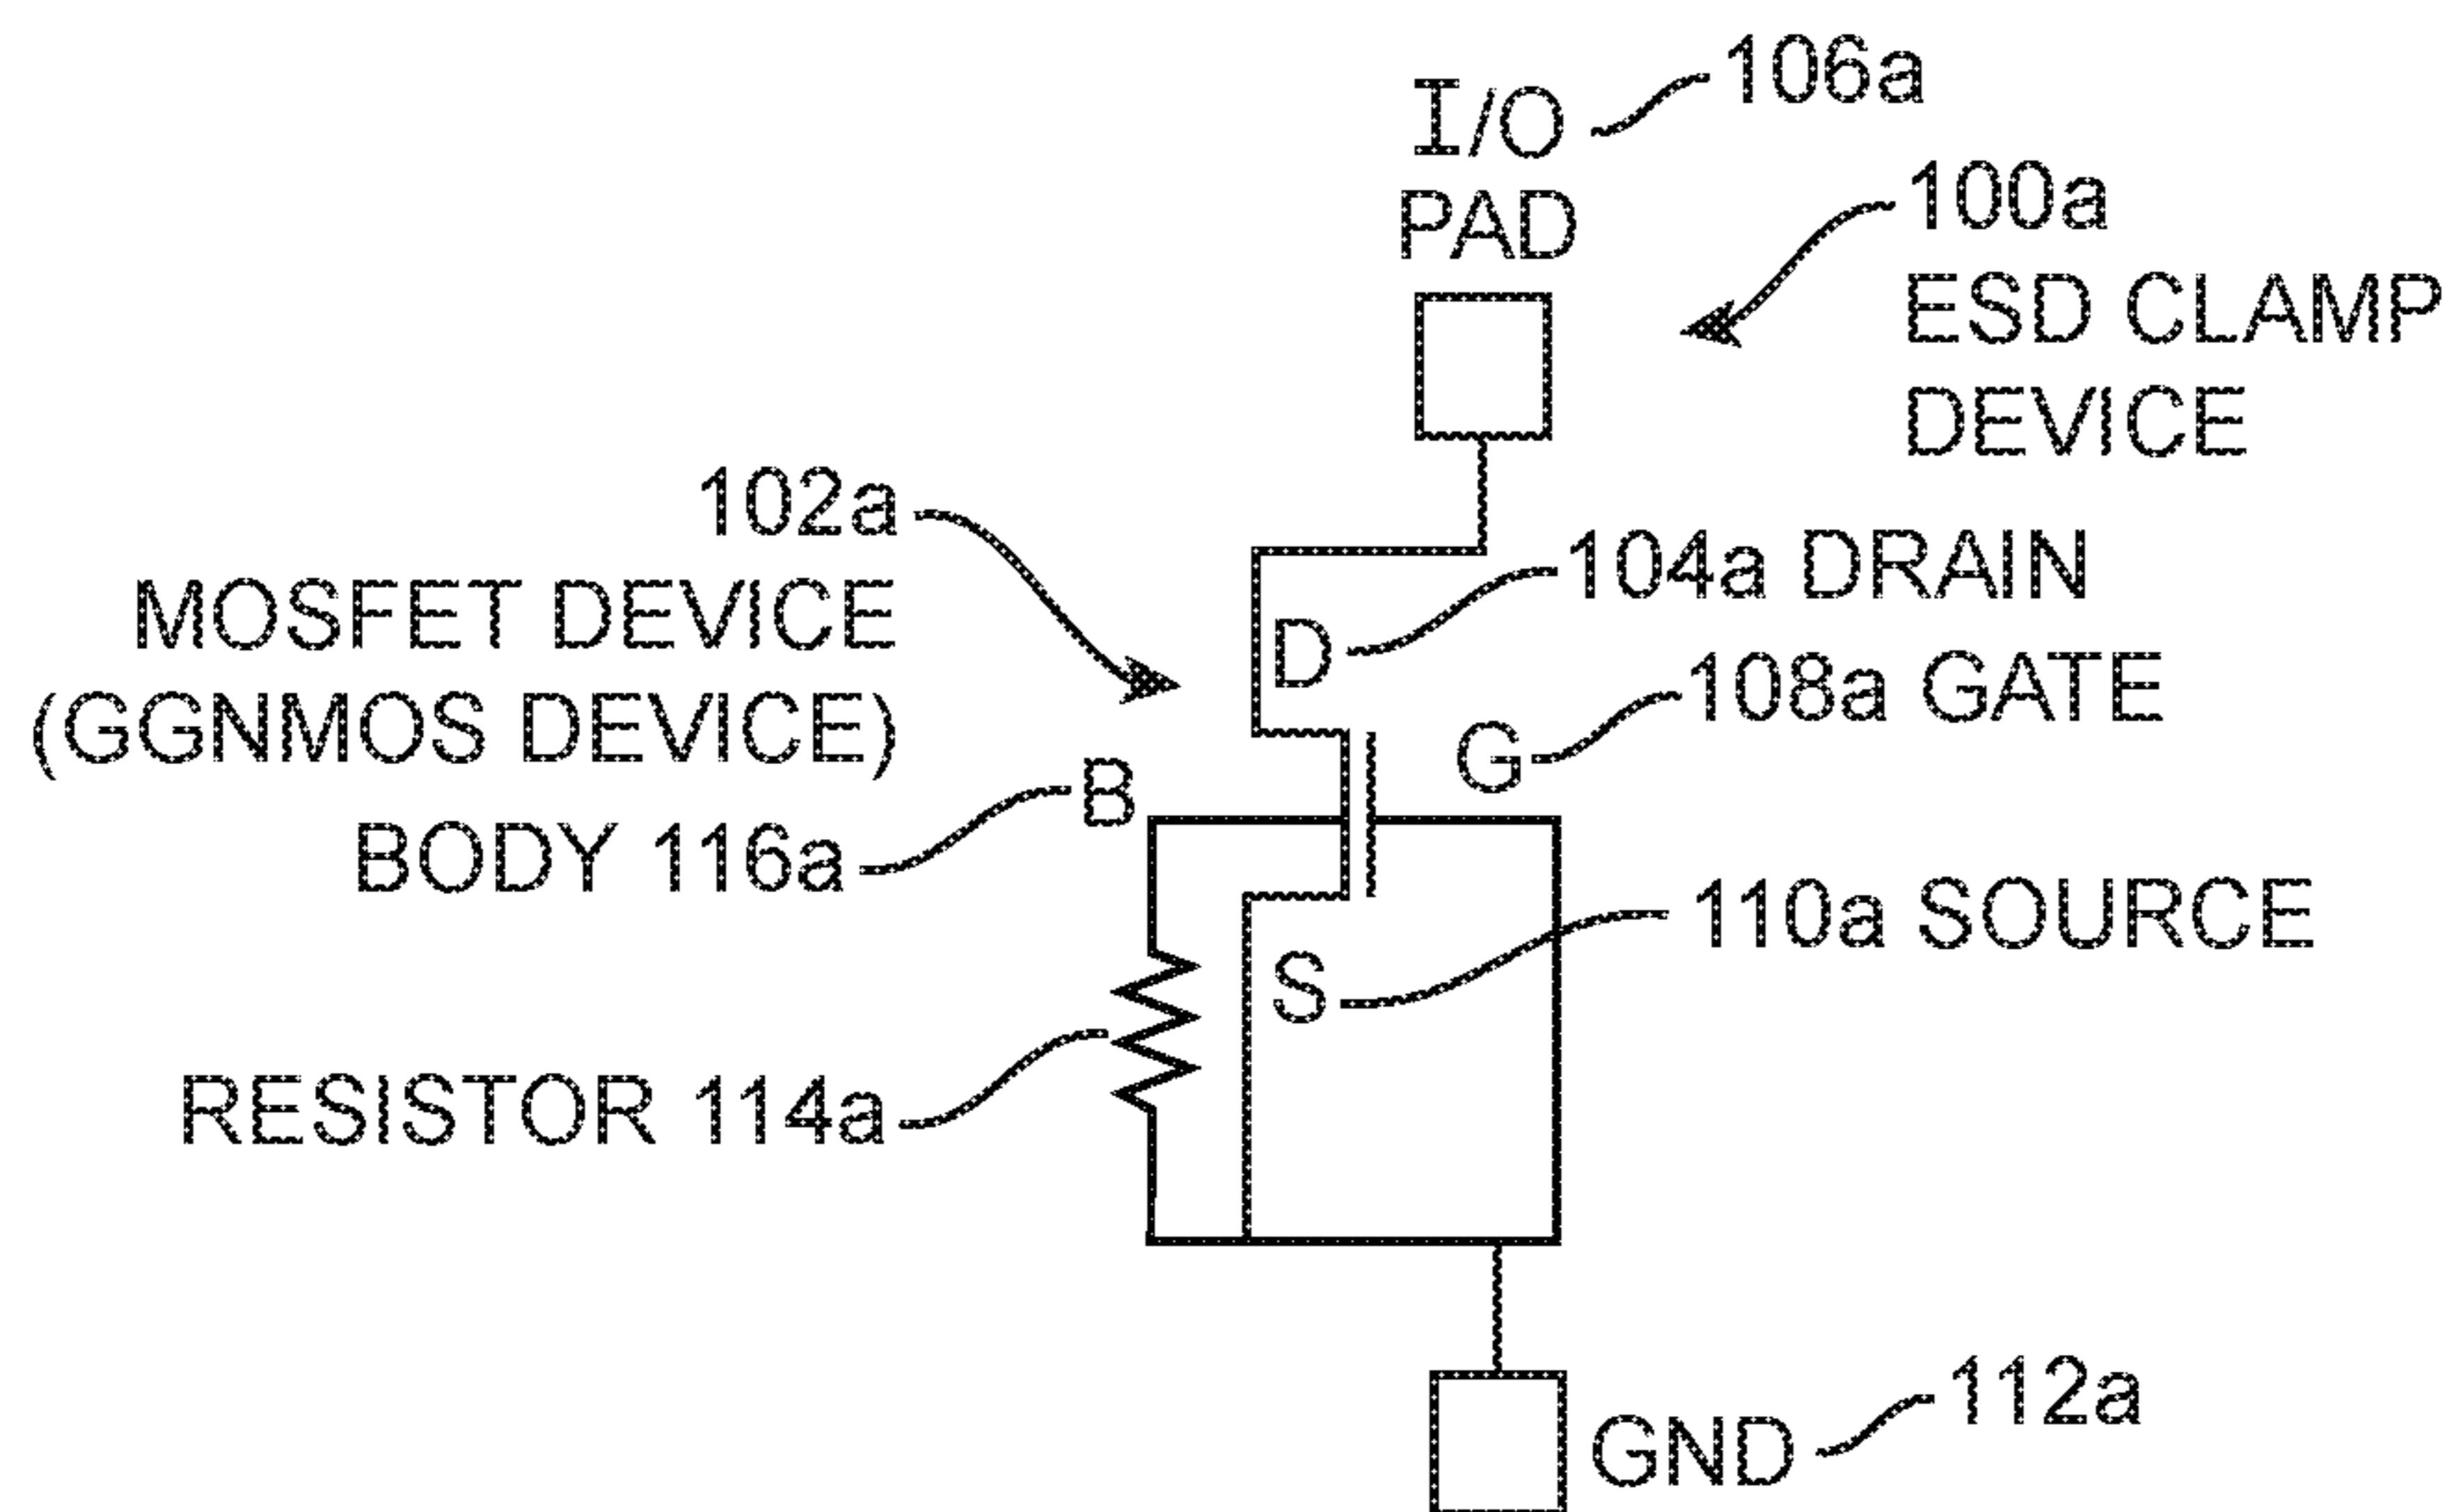 106a
I/O
PAD
100a
ESD CLAMP
DEVICE
102a
MOSFET DEVICE
(GGNMOS DEVICE)
104a DRAIN
D
108a GATE
G
B
BODY 116a
110a SOURCE
S
RESISTOR 114a
112a
GND